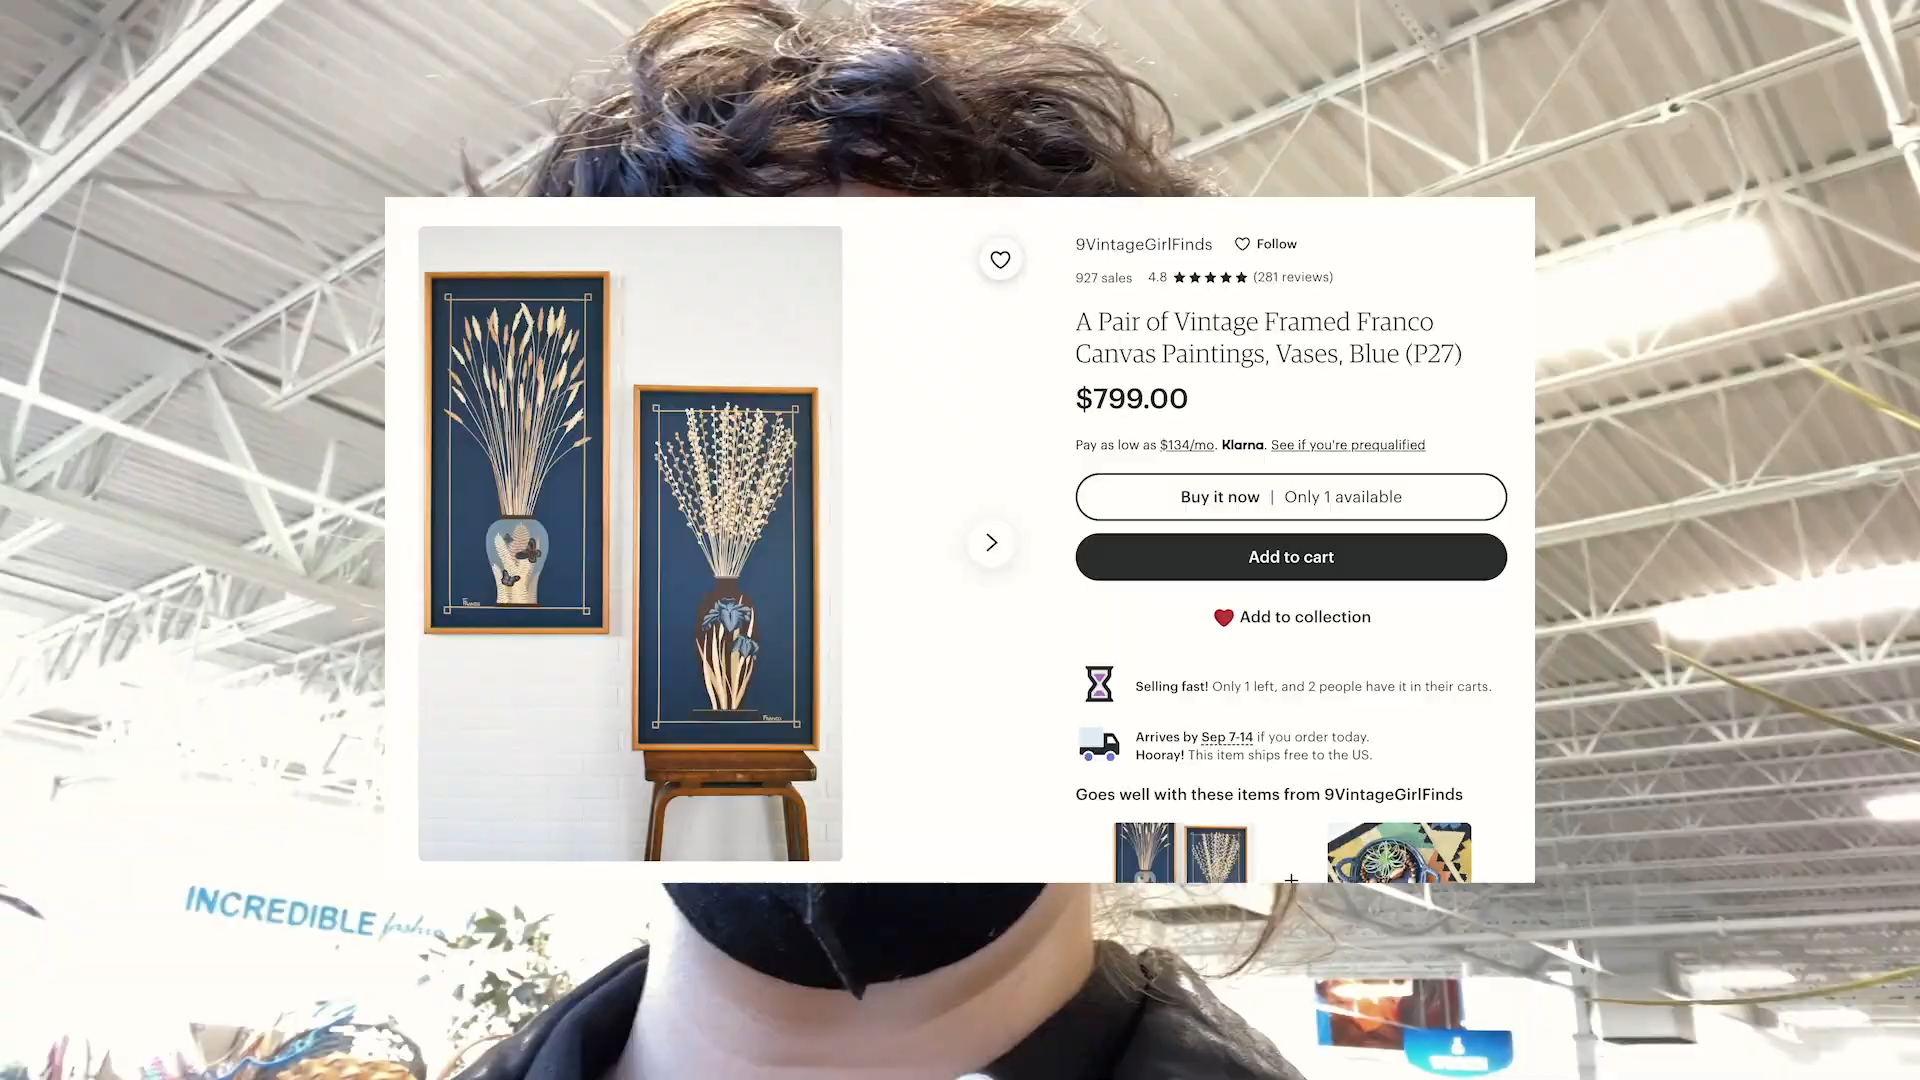 9VintageGirlFinds Follow
927 sales 4.8 ★★★★★ (281 reviews)
A Pair of Vintage Framed Franco
Canvas Paintings, Vases, Blue (P27)
$799.00
Pay as low as $134/mo. Klarna. See if you're prequalified
Buy it now | Only 1 available
Add to cart
Add to collection
Selling fast! Only 1 left, and 2 people have it in their carts.
Arrives by Sep 7-14 if you order today.
Hooray! This item ships free to the US.
Goes well with these items from 9VintageGirlFinds
+
INCREDIBLE fashion